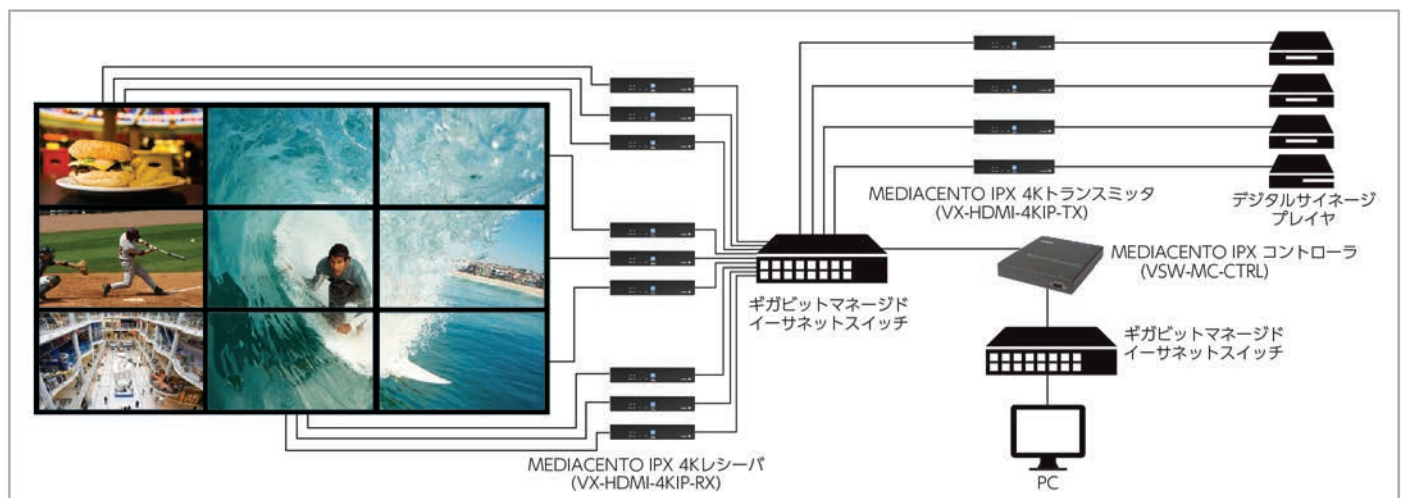 MEDIACENTO IPX 4Kトランスミッタ
(VX-HDMI-4KIP-TX)
デジタルサイネージ
プレイヤ
MEDIACENTO IPX コントローラ
(VSW-MC-CTRL)
ギガビットマネージド
イーサネットスイッチ
ギガビットマネージド
イーサネットスイッチ
MEDIACENTO IPX 4Kレシーバ
(VX-HDMI-4KIP-RX)
PC